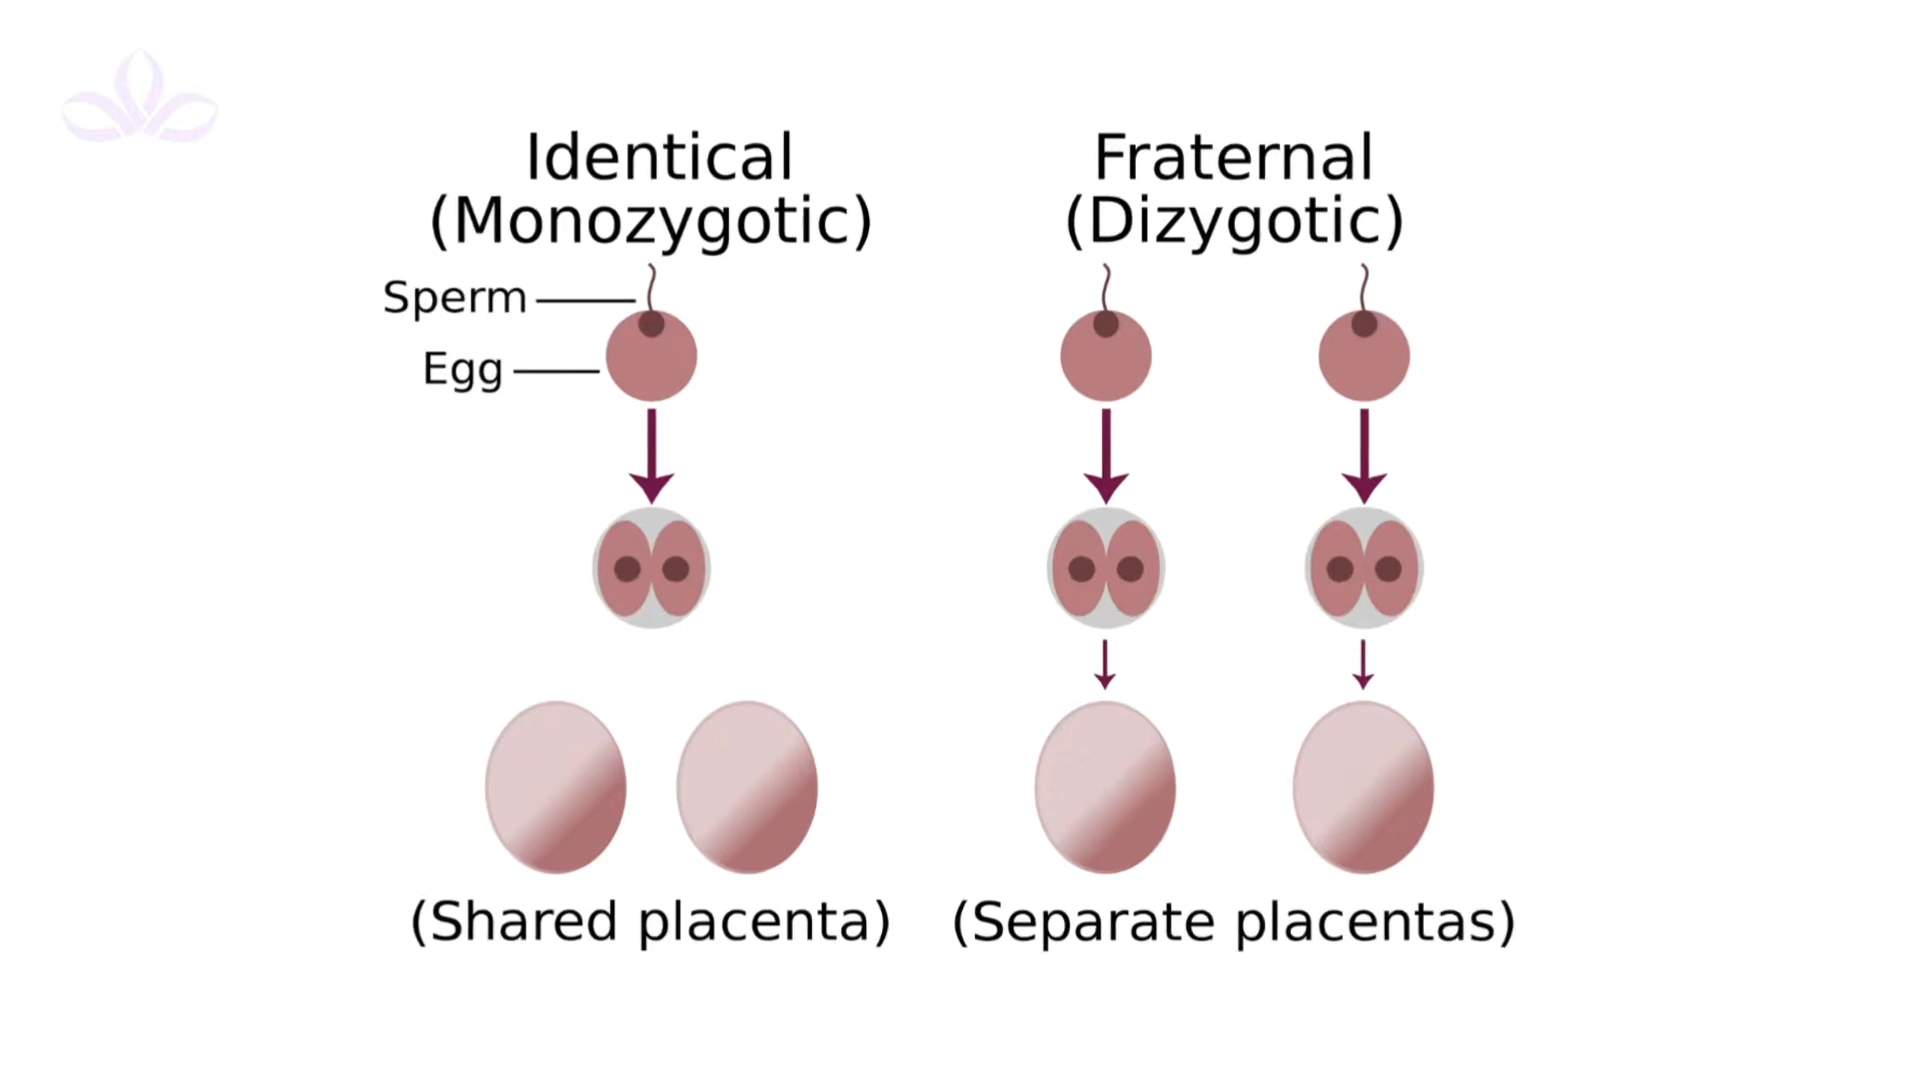 Identical
(Monozygotic)
Sperm
Egg
(Shared placenta)
Fraternal
(Dizygotic)
(Separate placentas)